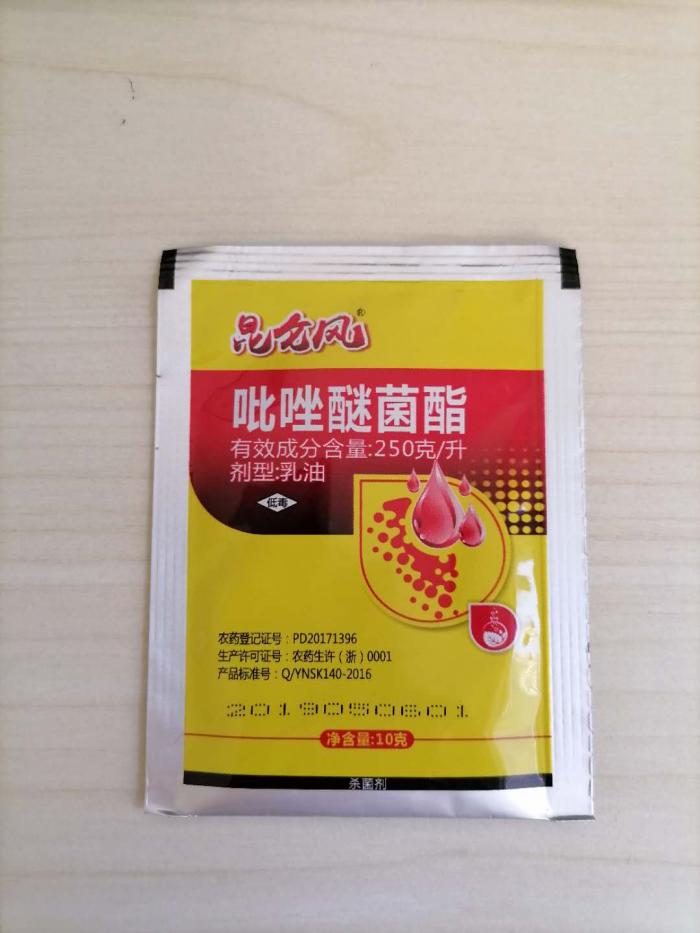 昆仑风®
吡唑醚菌酯
有效成分含量:250克/升
剂型:乳油
低毒
农药登记证号：PD20171396
生产许可证号：农药生许（浙）0001
产品标准号：Q/YNSK140-2016
2019050601
净含量:10克
杀菌剂